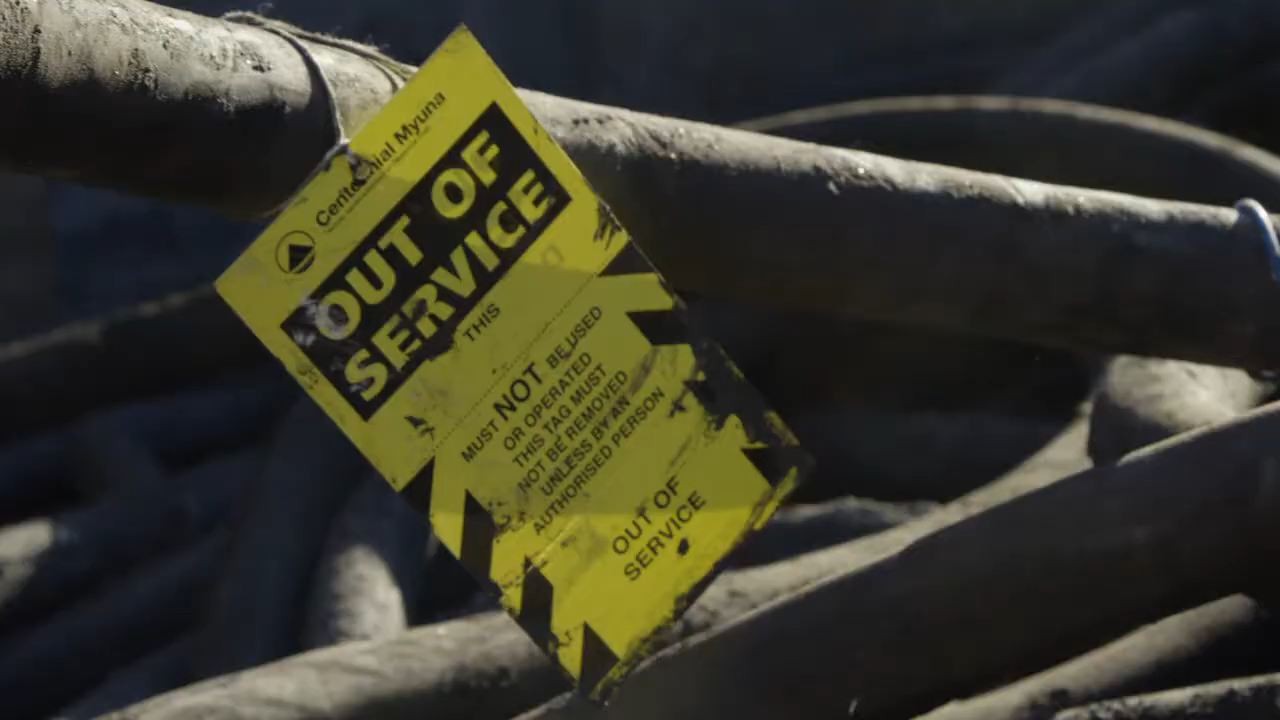 Centennial Myuna
OUT OF
SERVICE
THIS
MUST NOT BE USED
OR OPERATED
THIS TAG MUST
NOT BE REMOVED
UNLESS BY AN
AUTHORISED PERSON
OUT OF
SERVICE